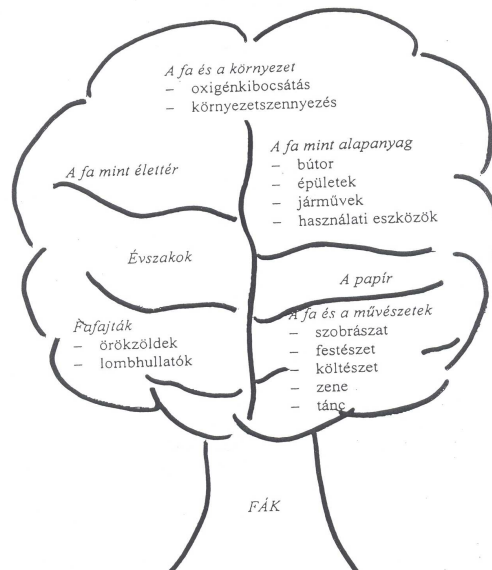 A fa és a környezet
– oxigénkibocsátás
– környezetszennyezés
A fa mint élettér
A fa mint alapanyag
– bútor
– épületek
– járművek
– használati eszközök
Évszakok
A papír
Fafajták
– örökzöldek
– lombhullatók
A fa és a művészetek
– szobrászat
– festészet
– költészet
– zene
– tánc
FÁK